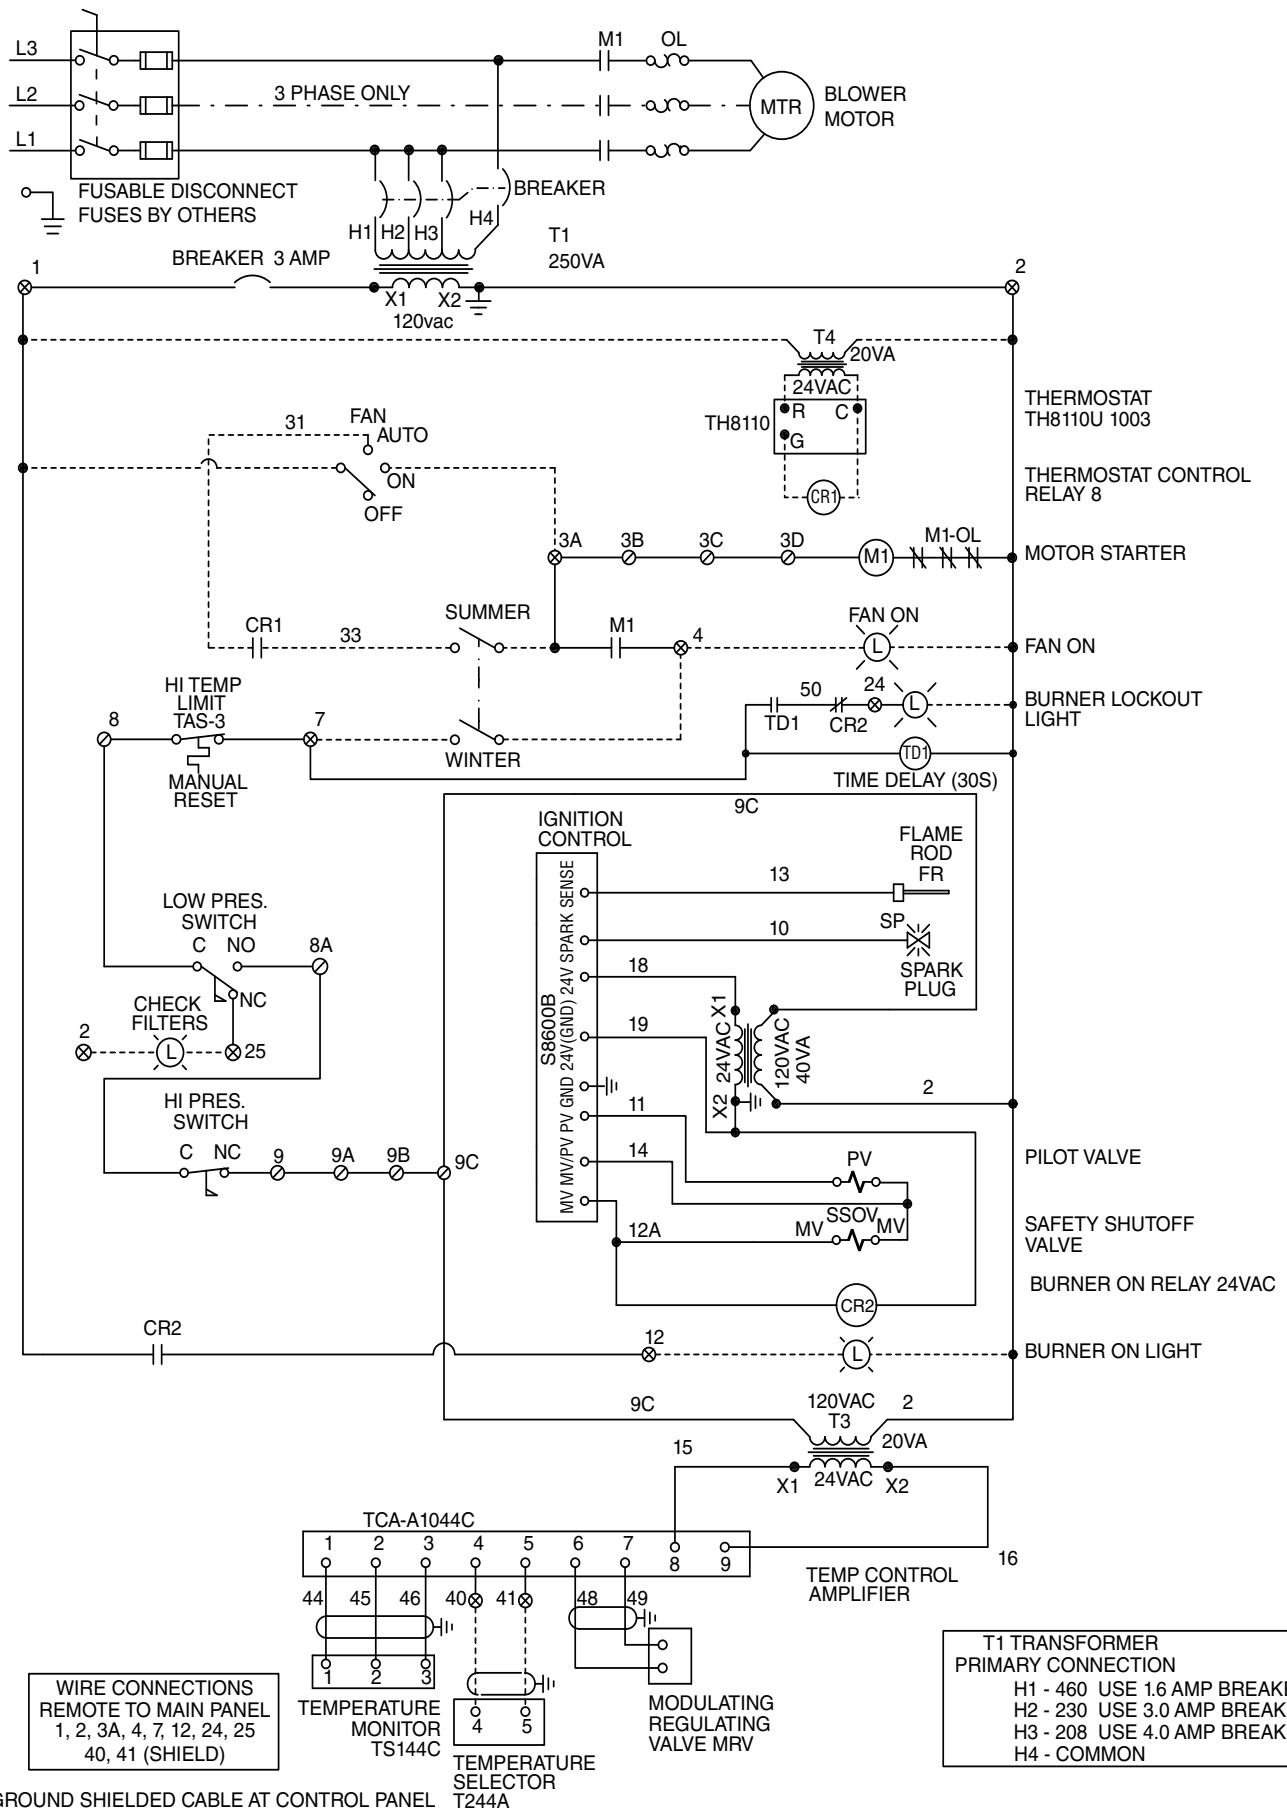 L3
M1
OL
L2
3 PHASE ONLY
MTR
BLOWER
MOTOR
L1
FUSABLE DISCONNECT
FUSES BY OTHERS
BREAKER
H1
H2
H3
H4
T1
250VA
BREAKER 3 AMP
1
2
X1
X2
120vac
T4
20VA
24VAC
R
C
G
TH8110
CR1
THERMOSTAT
TH8110U 1003
THERMOSTAT CONTROL
RELAY 8
31
FAN
AUTO
ON
OFF
3A
3B
3C
3D
M1
M1-OL
MOTOR STARTER
CR1
33
SUMMER
M1
4
FAN ON
L
FAN ON
HI TEMP
LIMIT
TAS-3
8
7
MANUAL
RESET
WINTER
TD1
50
CR2
24
L
BURNER LOCKOUT
LIGHT
TD1
TIME DELAY (30S)
9C
IGNITION
CONTROL
S8600B
MV MV/PV PV GND 24V(GND) 24V SPARK SENSE
13
FLAME
ROD
FR
10
SP
SPARK
PLUG
18
19
X1
24VAC
X2
120VAC
40VA
2
11
14
PV
PILOT VALVE
12A
MV
SSOV
MV
SAFETY SHUTOFF
VALVE
CR2
BURNER ON RELAY 24VAC
LOW PRES.
SWITCH
C
NO
8A
NC
CHECK
FILTERS
2
L
25
HI PRES.
SWITCH
C
NC
9
9A
9B
9C
CR2
12
L
BURNER ON LIGHT
9C
120VAC
T3
2
20VA
15
X1
24VAC
X2
TCA-A1044C
1
2
3
4
5
6
7
8
9
16
TEMP CONTROL
AMPLIFIER
44
45
46
40
41
48
49
1
2
3
TEMPERATURE
MONITOR
TS144C
4
5
TEMPERATURE
SELECTOR
T244A
MODULATING
REGULATING
VALVE MRV
WIRE CONNECTIONS
REMOTE TO MAIN PANEL
1, 2, 3A, 4, 7, 12, 24, 25
40, 41 (SHIELD)
GROUND SHIELDED CABLE AT CONTROL PANEL
T1 TRANSFORMER
PRIMARY CONNECTION
H1 - 460 USE 1.6 AMP
H2 - 230 USE 3.0 AMP
H3 - 208 USE 4.0 AMP
H4 - COMMON